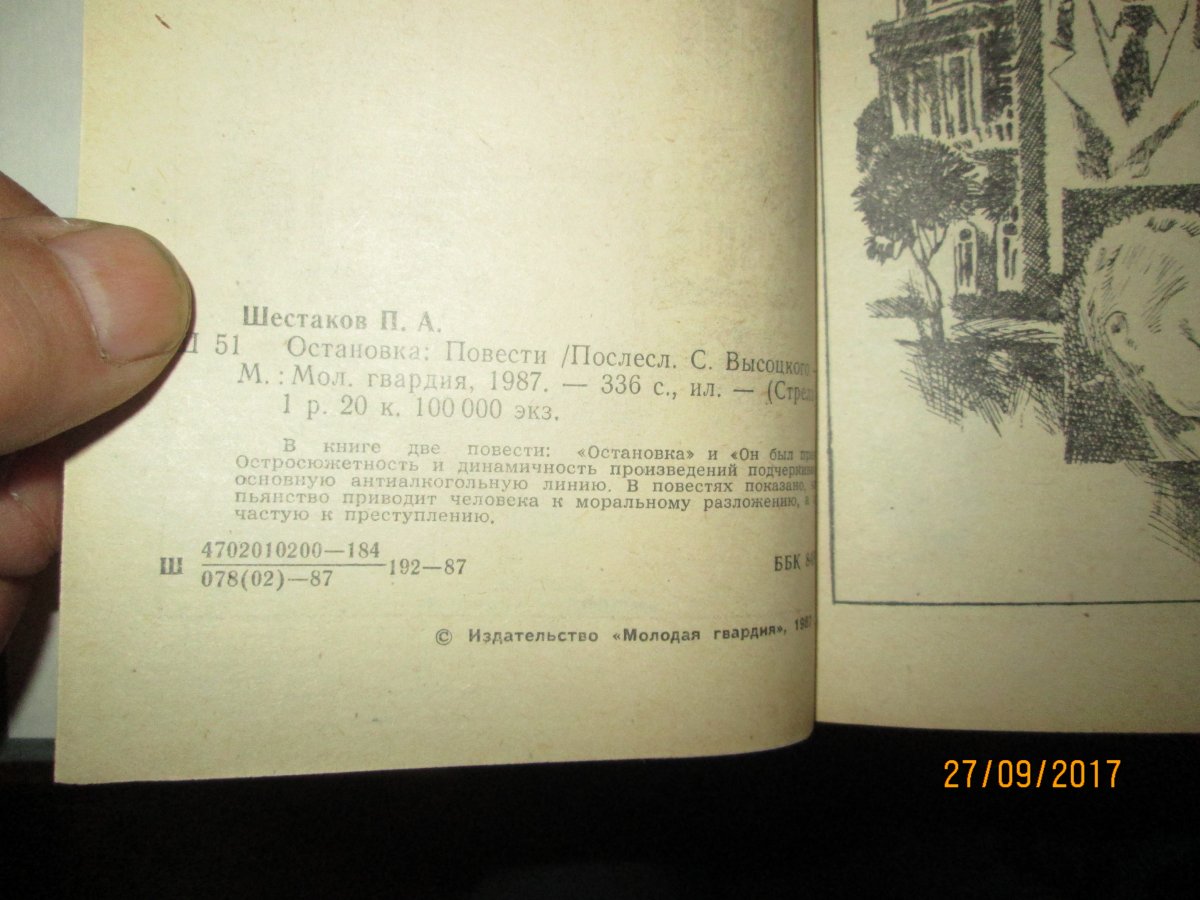 Шестаков П. А.
51 Остановка: Повести /Послесл. С. Высоцкого —
М. : Мол. гвардия, 1987. — 336 с., ил. —
1 р. 20 к. 100 000 экз.
В книге две повести: «Остановка» и «Он был
Остросюжетность и динамичность произведений
основную антиалкогольную линию. В повестях показано,
пьянство приводит человека к моральному разложению, а
частую к преступлению.
Ш 4702010200—184
078(02)—87 192—87
ББК
© Издательство «Молодая гвардия», 1987
27/09/2017